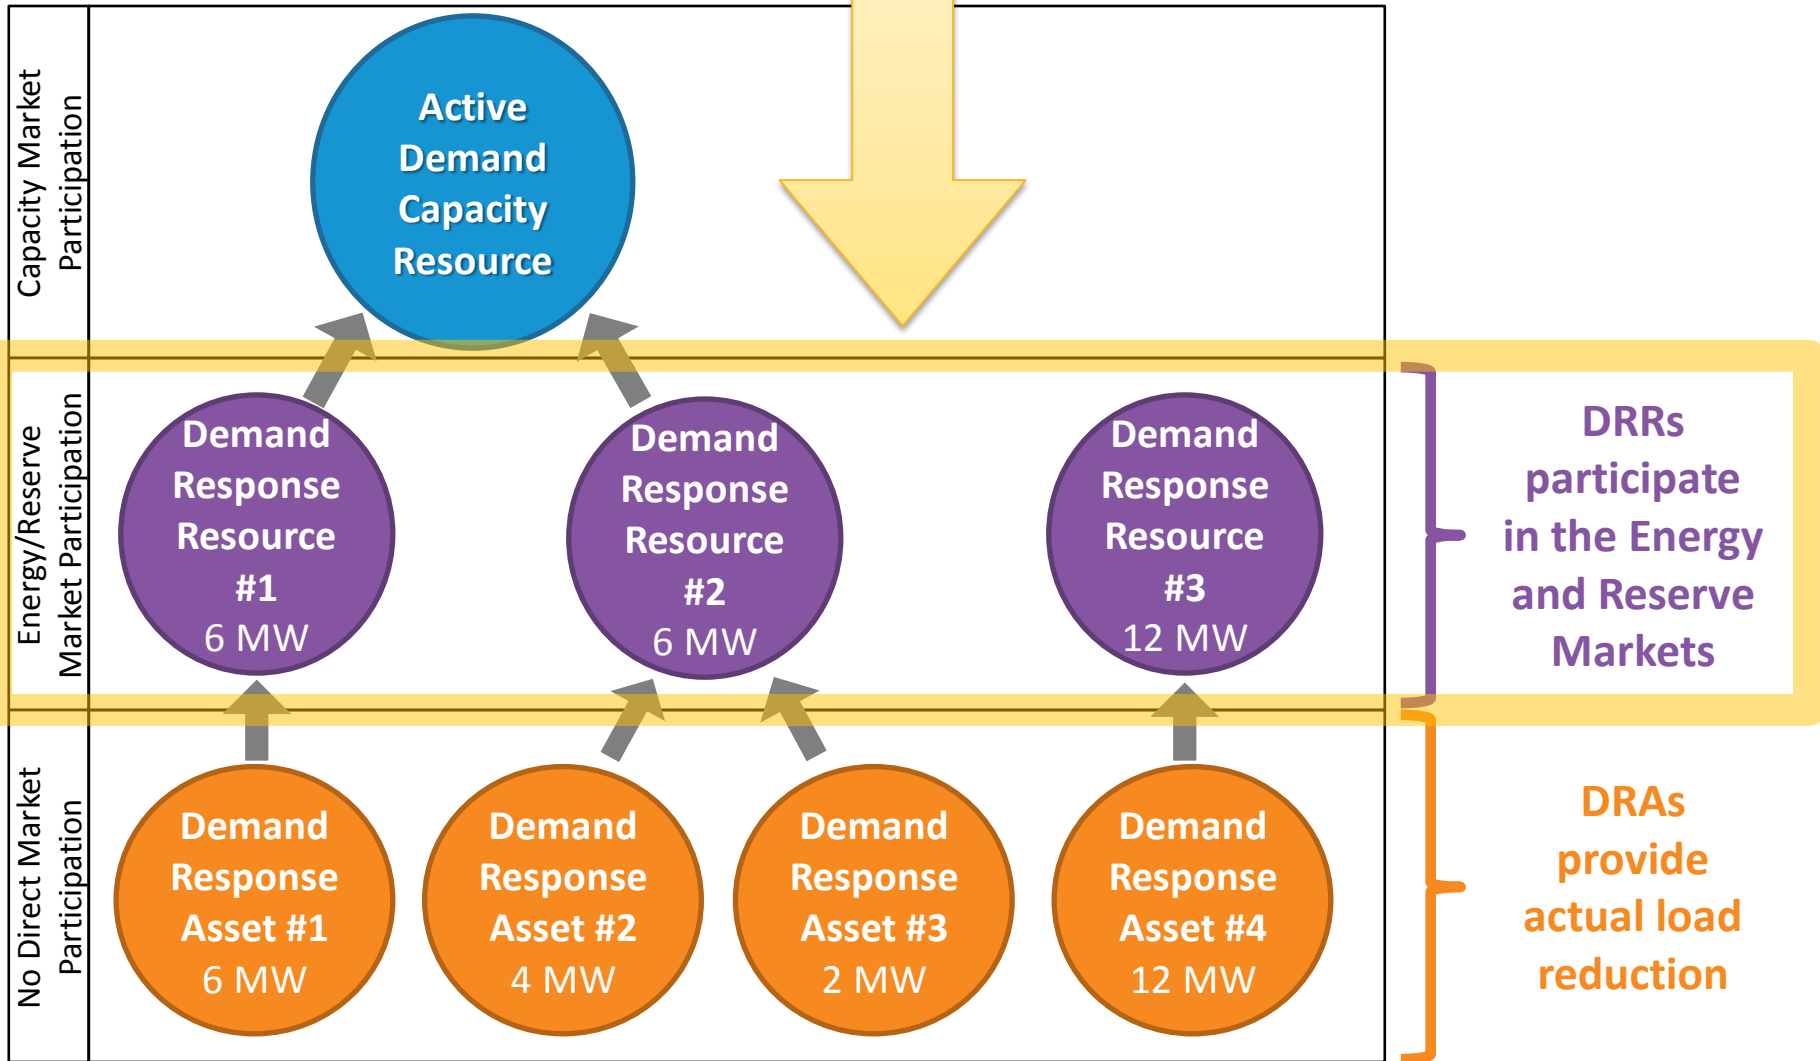 Capacity Market
Participation
Active
Demand
Capacity
Resource
Energy/Reserve
Market Participation
Demand
Response
Resource
#1
6 MW
Demand
Response
Resource
#2
6 MW
Demand
Response
Resource
#3
12 MW
DRRs
participate
in the Energy
and Reserve
Markets
No Direct Market
Participation
Demand
Response
Asset #1
6 MW
Demand
Response
Asset #2
4 MW
Demand
Response
Asset #3
2 MW
Demand
Response
Asset #4
12 MW
DRAs
provide
actual load
reduction